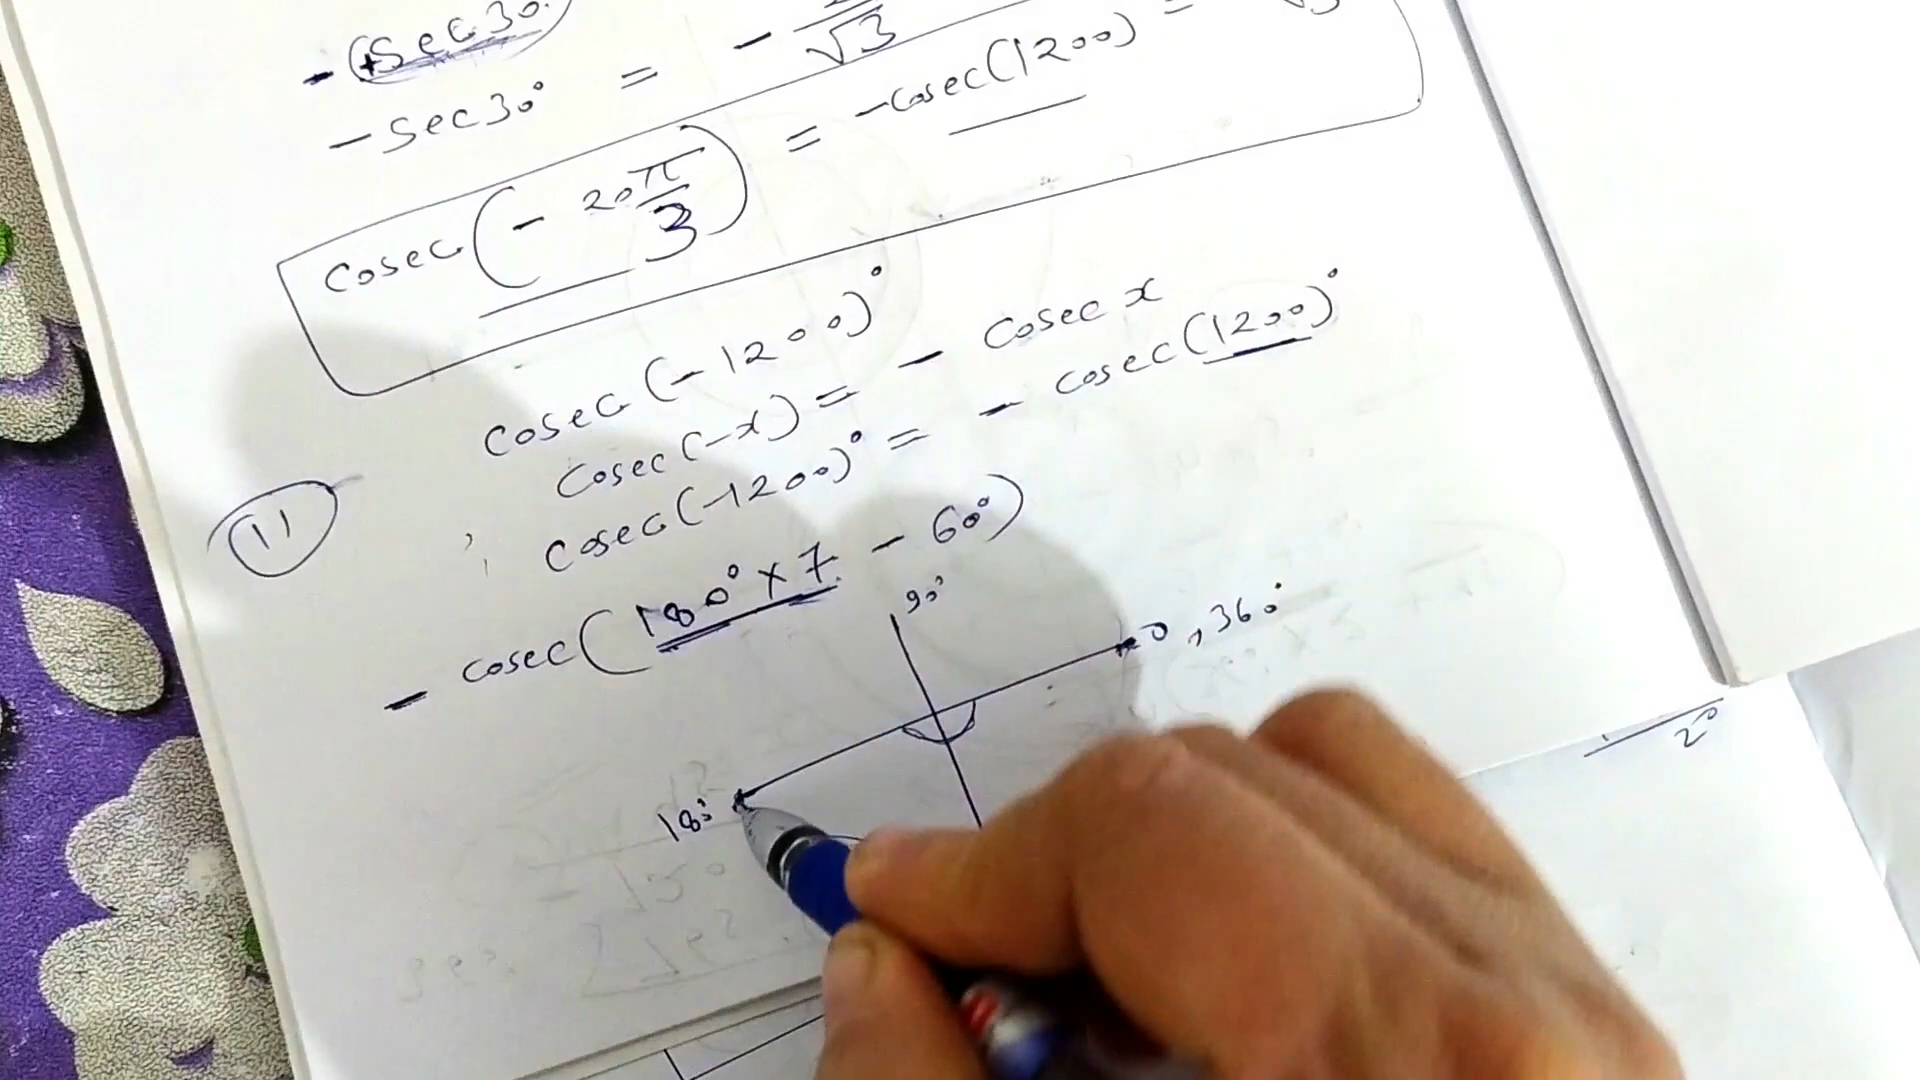 -(+sec30°
-sec30° = - 2/√3
cosec(- 20π/3) = -cosec(1200) =
cosec(-1200)°
cosec(-x) = - cosec x
11
cosec(-1200)° = - cosec(1200)°
- cosec(180° × 7 - 60°)
90°
0, 360°
180°